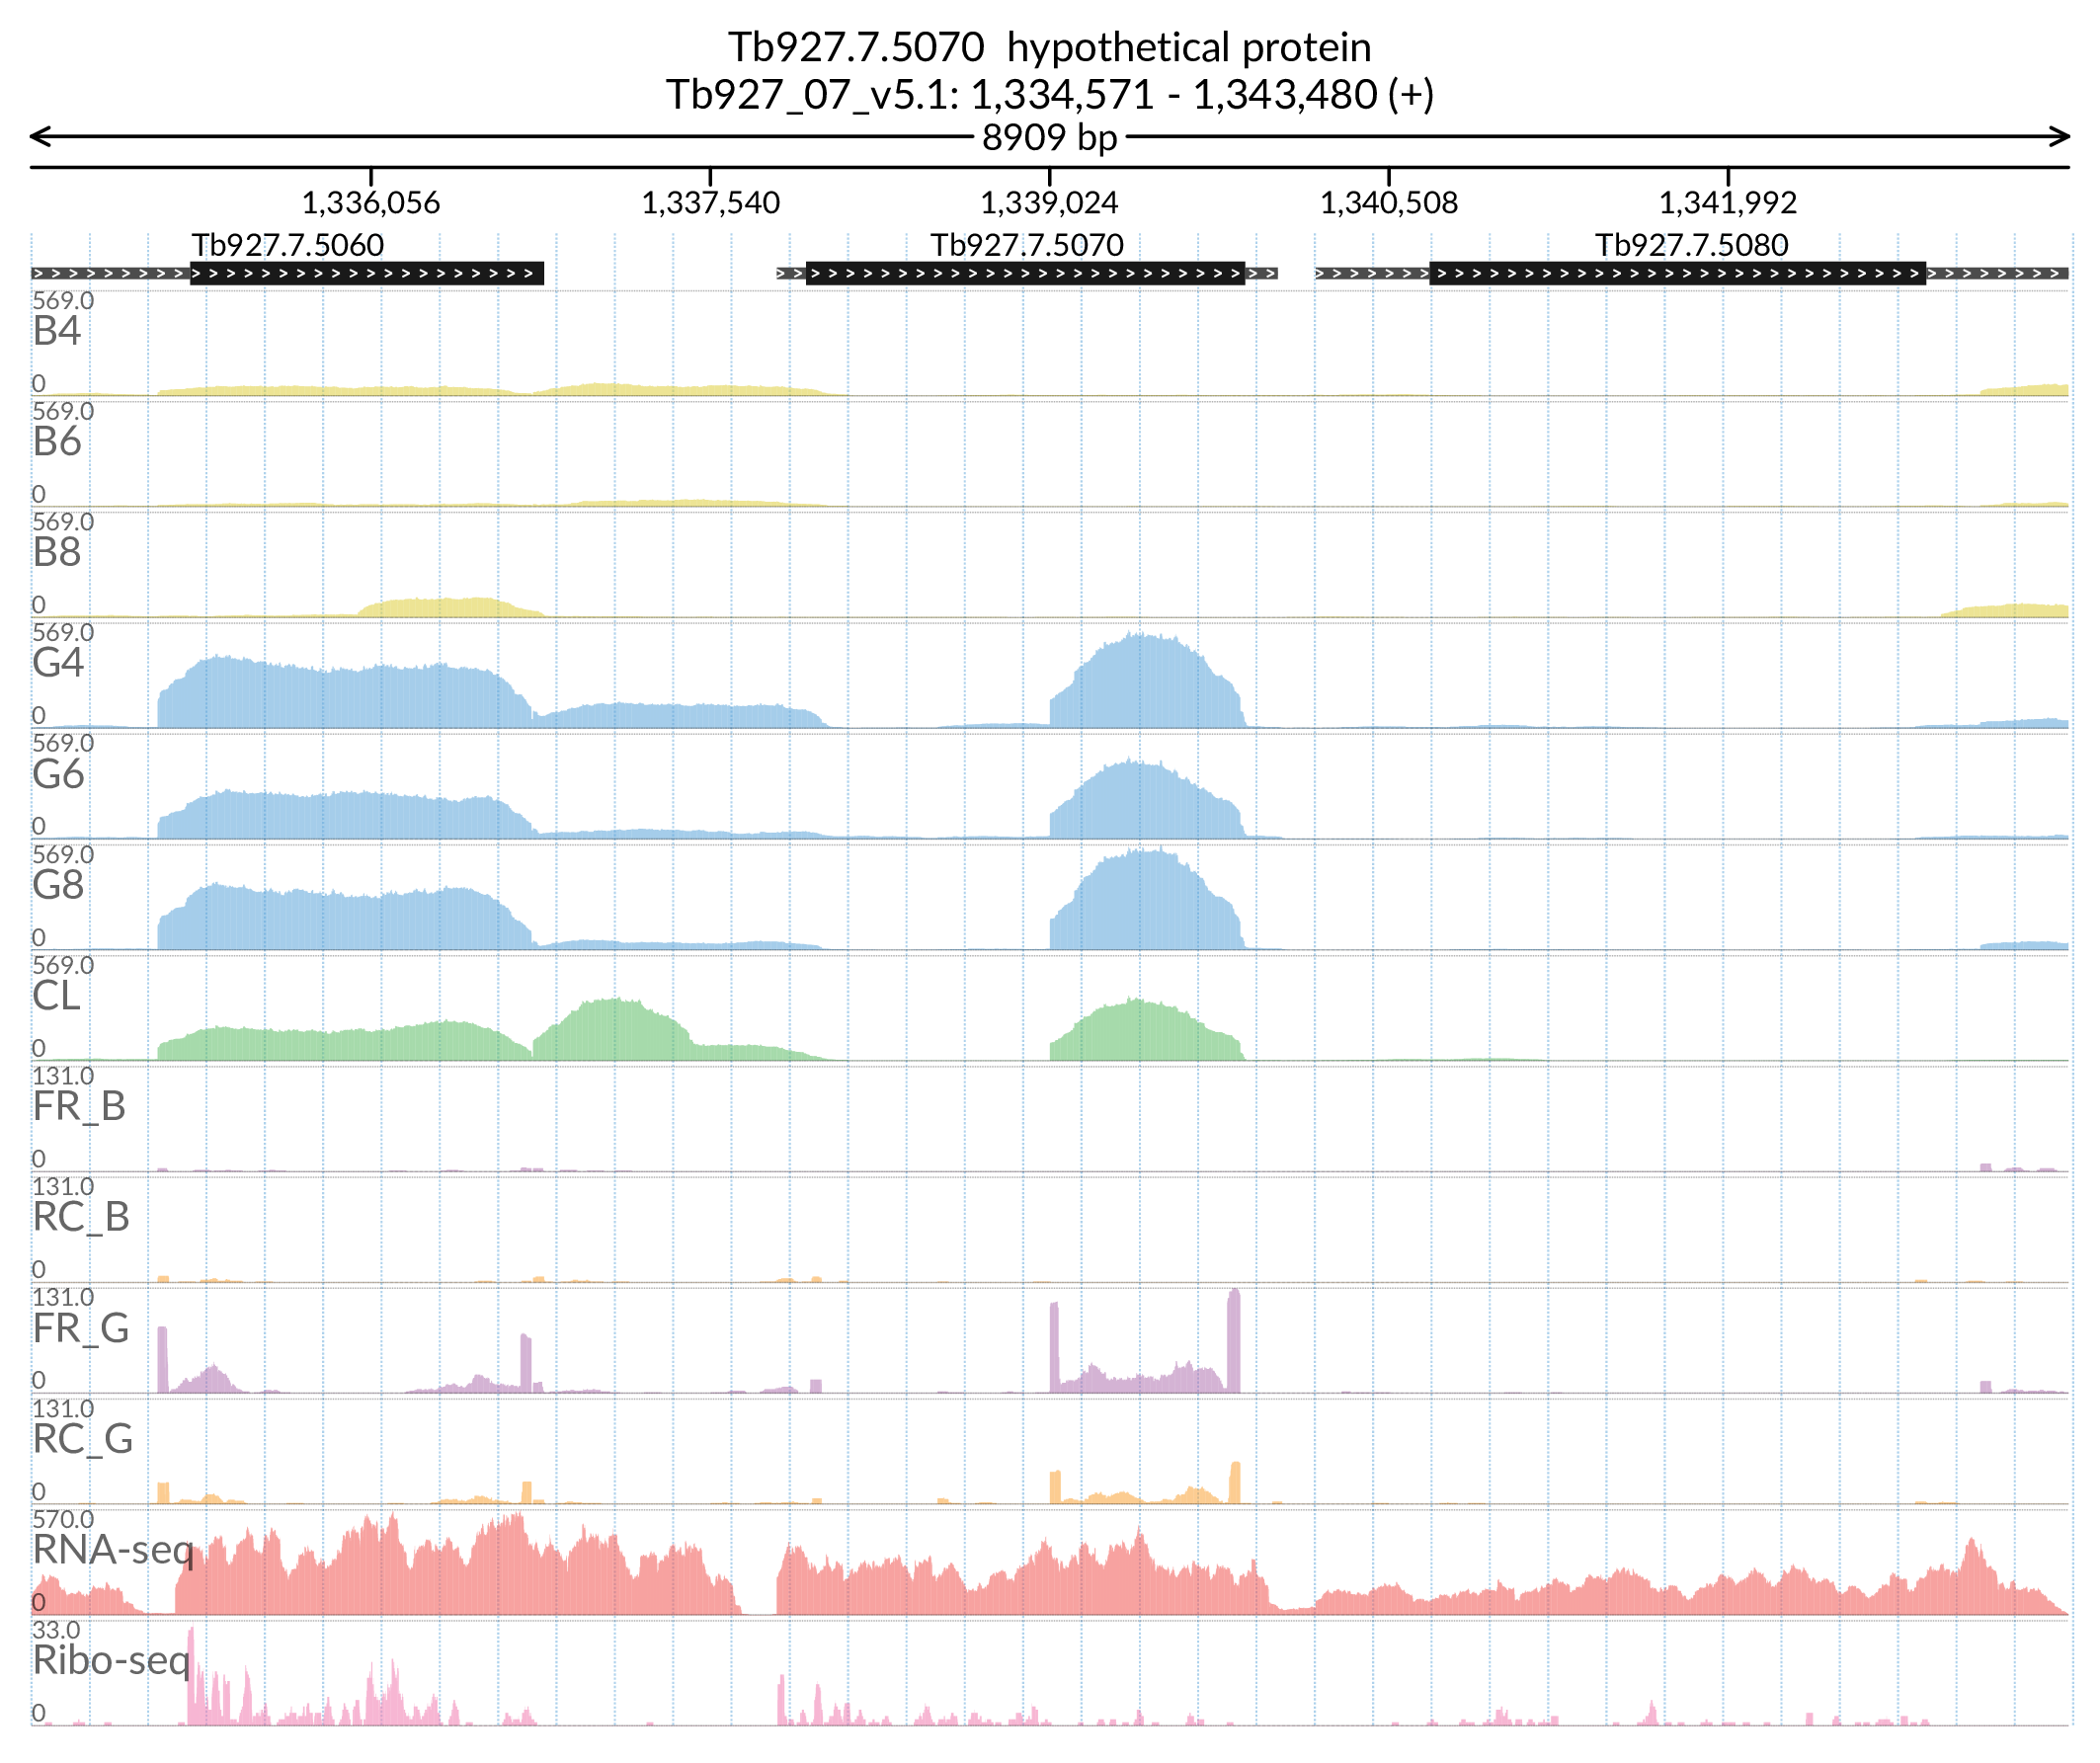 Tb927.7.5070  hypothetical protein
Tb927_07_v5.1: 1,334,571 - 1,343,480 (+)
8909 bp
1,336,056 1,337,540 1,339,024 1,340,508 1,341,992
Tb927.7.5060 Tb927.7.5070 Tb927.7.5080
569.0
B4
0
569.0
B6
0
569.0
B8
0
569.0
G4
0
569.0
G6
0
569.0
G8
0
569.0
CL
0
131.0
FR_B
0
131.0
RC_B
0
131.0
FR_G
0
131.0
RC_G
0
570.0
RNA-seq
0
33.0
Ribo-seq
0